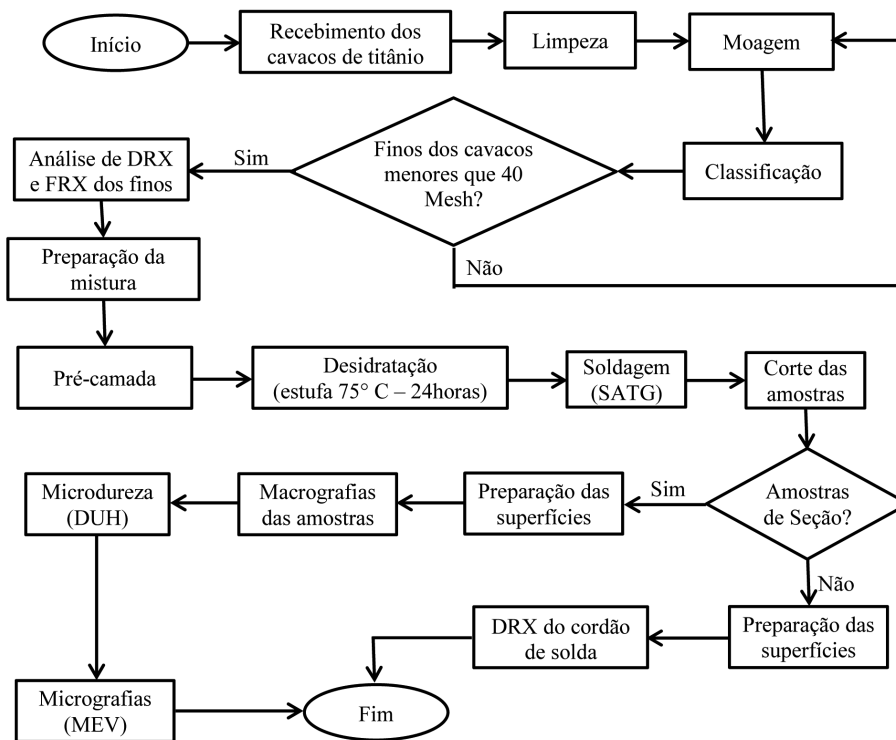 Início
Recebimento dos
cavacos de titânio
Limpeza
Moagem
Classificação
Finos dos cavacos
menores que 40
Mesh?
Sim
Não
Análise de DRX
e FRX dos finos
Preparação da
mistura
Pré-camada
Desidratação
(estufa 75° C – 24horas)
Soldagem
(SATG)
Corte das
amostras
Amostras
de Seção?
Sim
Preparação das
superfícies
Macrografias
das amostras
Microdureza
(DUH)
Não
Preparação das
superfícies
DRX do cordão
de solda
Micrografias
(MEV)
Fim